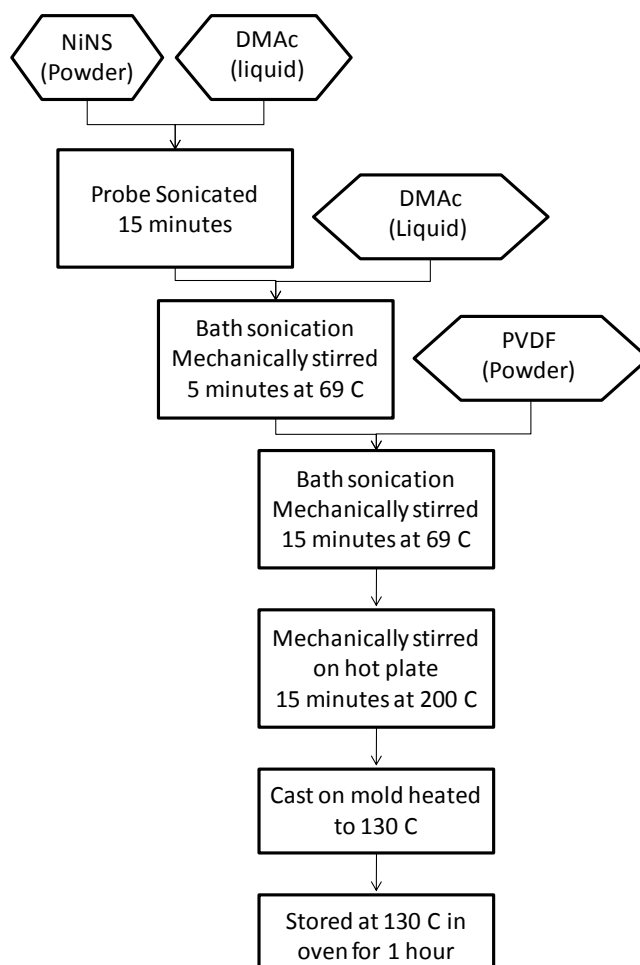 NiNS
(Powder)
DMAc
(liquid)
Probe Sonicated
15 minutes
DMAc
(Liquid)
Bath sonication
Mechanically stirred
5 minutes at 69 C
PVDF
(Powder)
Bath sonication
Mechanically stirred
15 minutes at 69 C
Mechanically stirred
on hot plate
15 minutes at 200 C
Cast on mold heated
to 130 C
Stored at 130 C in
oven for 1 hour